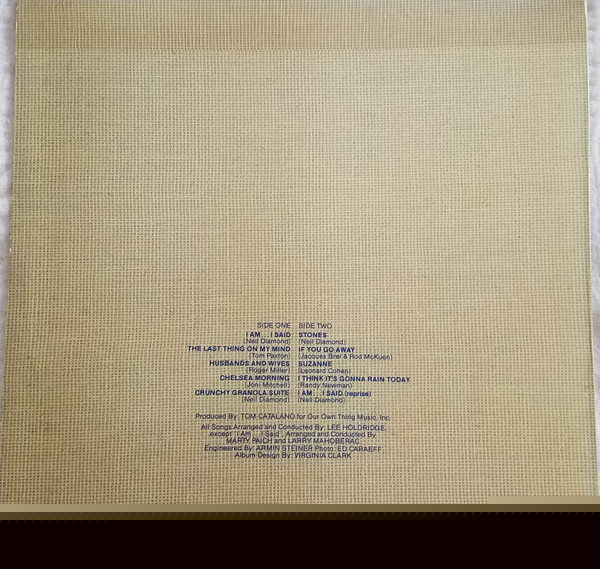 SIDE ONE SIDE TWO
I AM...I SAID STONES
(Neil Diamond) (Neil Diamond)
THE LAST THING ON MY MIND IF YOU GO AWAY
(Tom Paxton) (Jacques Brel & Rod McKuen)
HUSBANDS AND WIVES SUZANNE
(Roger Miller) (Leonard Cohen)
CHELSEA MORNING I THINK IT'S GONNA RAIN TODAY
(Joni Mitchell) (Randy Newman)
CRUNCHY GRANOLA SUITE I AM...I SAID (reprise)
(Neil Diamond) (Neil Diamond)
Produced By: TOM CATALANO for Our Own Thing Music, Inc.
All Songs Arranged and Conducted By: LEE HOLDRIDGE,
except "I Am...I Said", Arranged and Conducted By:
MARTY PAICH and LARRY MAHOBERAC.
Engineered By: ARMIN STEINER Photo: ED CARAEFF
Album Design By: VIRGINIA CLARK